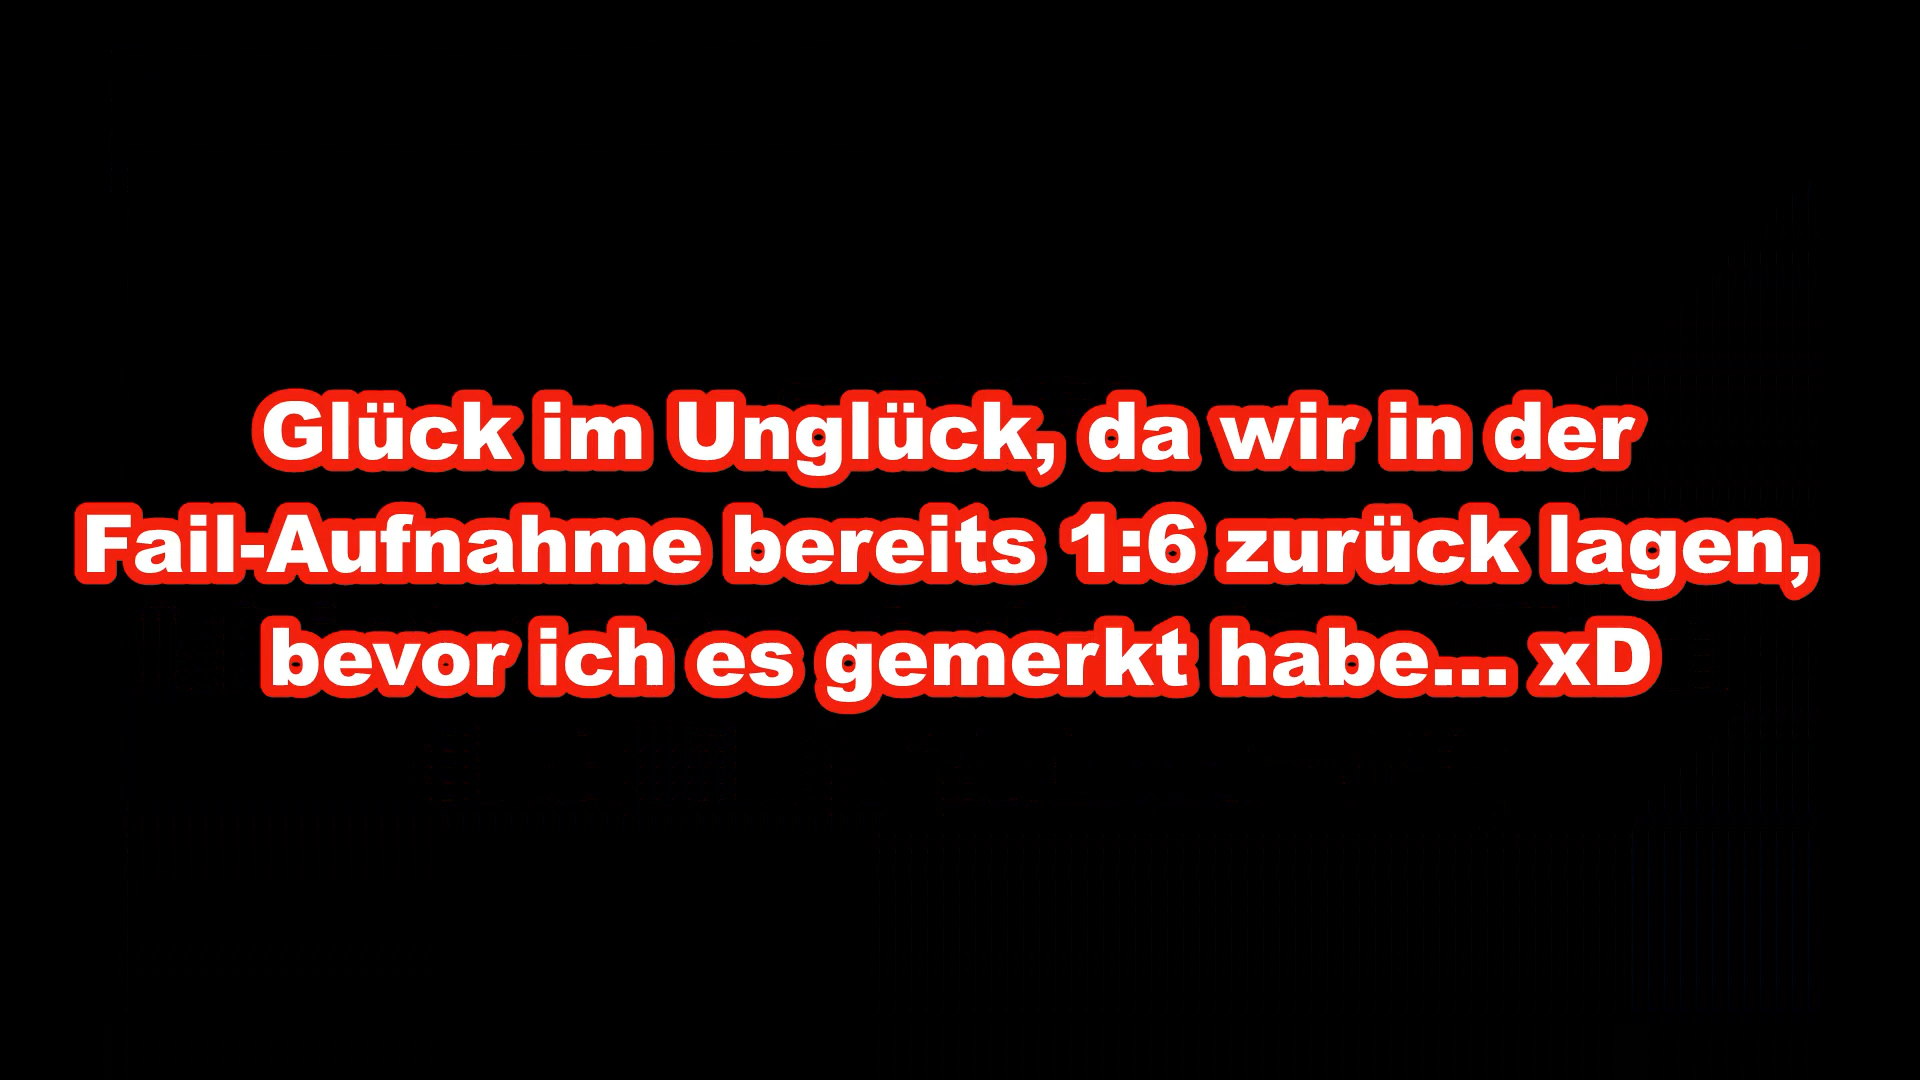 Glück im Unglück, da wir in der
Fail-Aufnahme bereits 1:6 zurück lagen,
bevor ich es gemerkt habe... xD